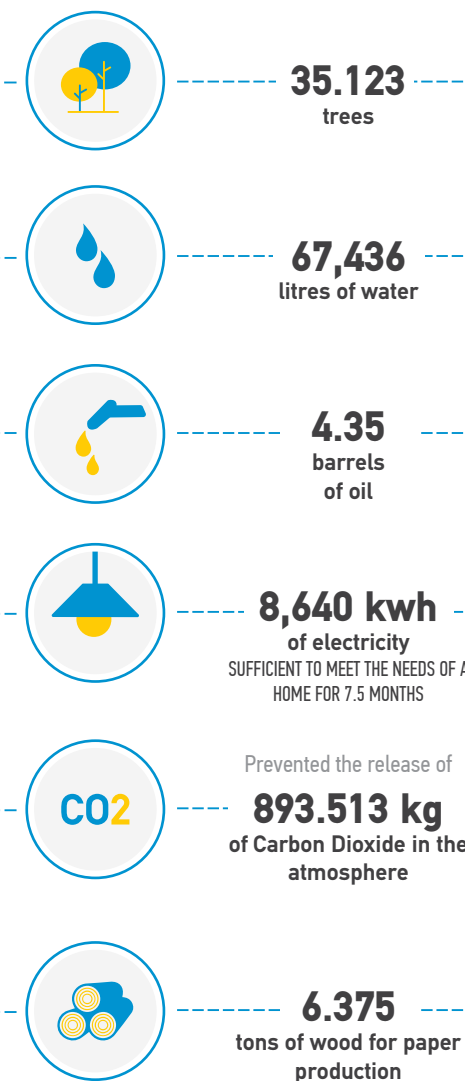 35.123
trees
67,436
litres of water
4.35
barrels
of oil
8,640 kwh
of electricity
SUFFICIENT TO MEET THE NEEDS OF A
HOME FOR 7.5 MONTHS
Prevented the release of
CO2
893.513 kg
of Carbon Dioxide in the
atmosphere
6.375
tons of wood for paper
production